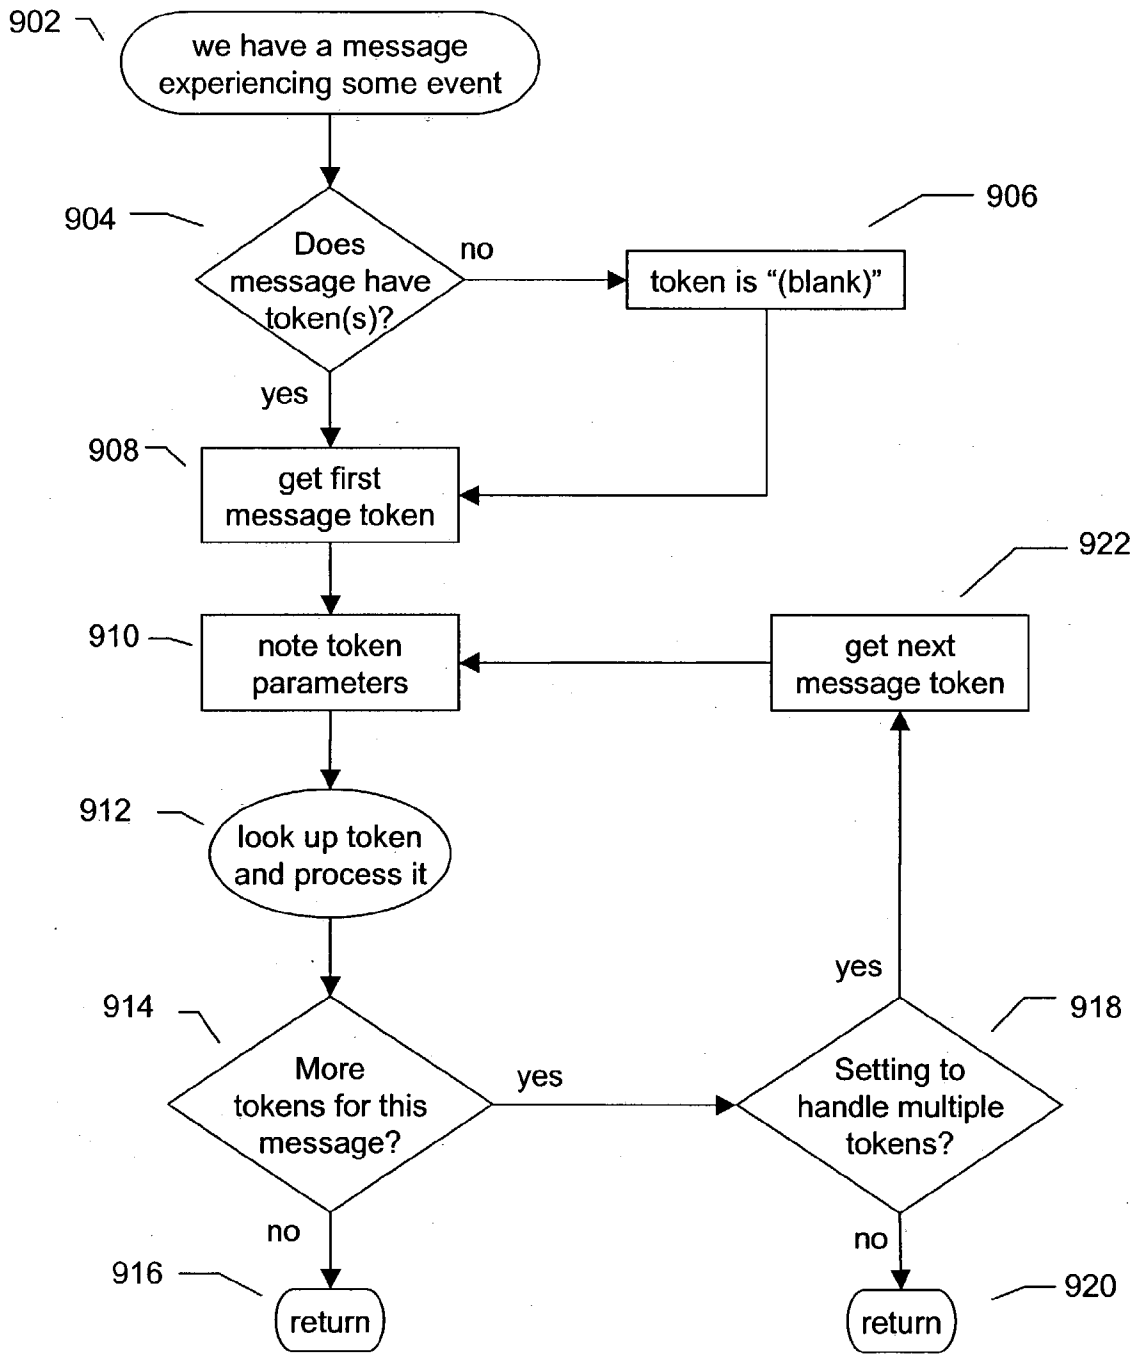 902
we have a message
experiencing some event
904
Does
message have
token(s)?
no
906
token is “(blank)”
yes
908
get first
message token
922
910
note token
parameters
get next
message token
912
look up token
and process it
914
More
tokens for this
message?
yes
yes
918
Setting to
handle multiple
tokens?
no
916
return
no
920
return